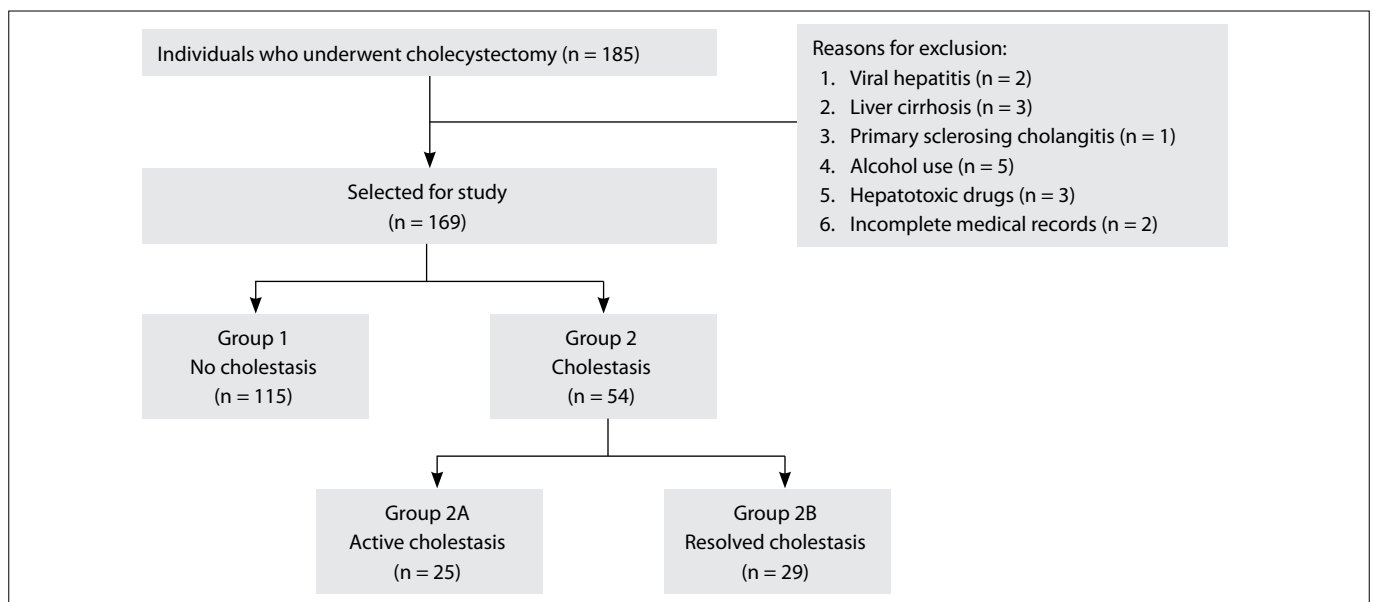 Individuals who underwent cholecystectomy (n = 185)
Reasons for exclusion:
1. Viral hepatitis (n = 2)
2. Liver cirrhosis (n = 3)
3. Primary sclerosing cholangitis (n = 1)
4. Alcohol use (n = 5)
5. Hepatotoxic drugs (n = 3)
6. Incomplete medical records (n = 2)
Selected for study
(n = 169)
Group 1
No cholestasis
(n = 115)
Group 2
Cholestasis
(n = 54)
Group 2A
Active cholestasis
(n = 25)
Group 2B
Resolved cholestasis
(n = 29)